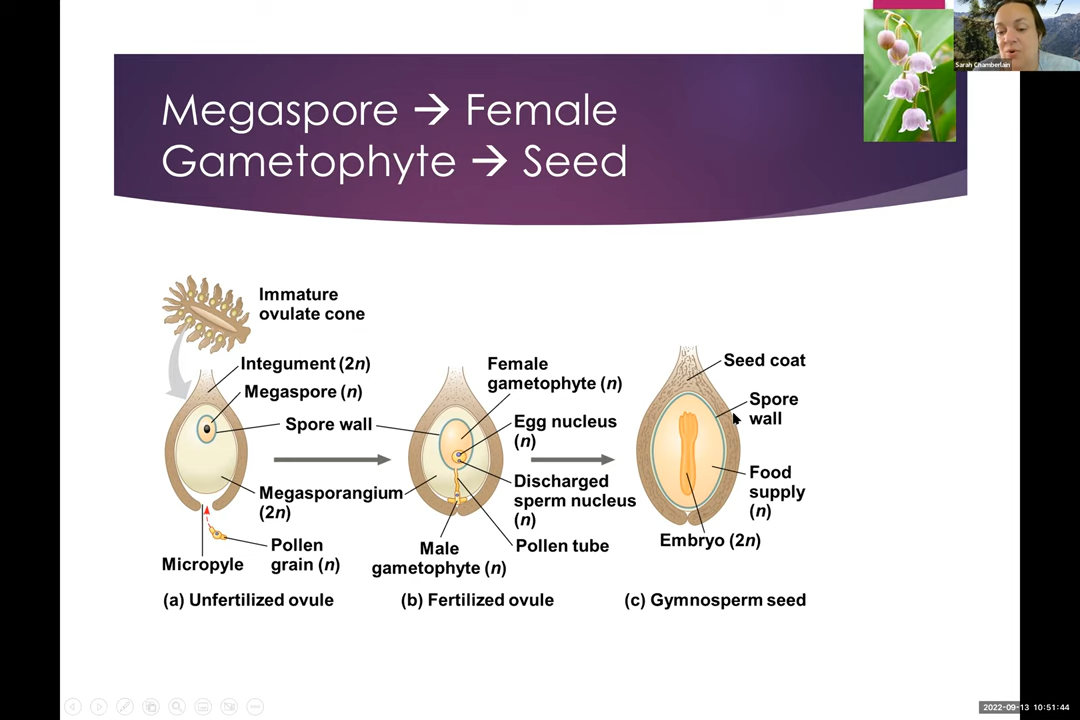 Sarah Chamberlain
Megaspore → Female
Gametophyte → Seed
Immature
ovulate cone
Integument (2n)
Megaspore (n)
Spore wall
Megasporangium
(2n)
Pollen
grain (n)
Micropyle
(a) Unfertilized ovule
Female
gametophyte (n)
Egg nucleus
(n)
Discharged
sperm nucleus
(n)
Pollen tube
Male
gametophyte (n)
(b) Fertilized ovule
Seed coat
Spore
wall
Food
supply
(n)
Embryo (2n)
(c) Gymnosperm seed
2022-09-13 10:51:44